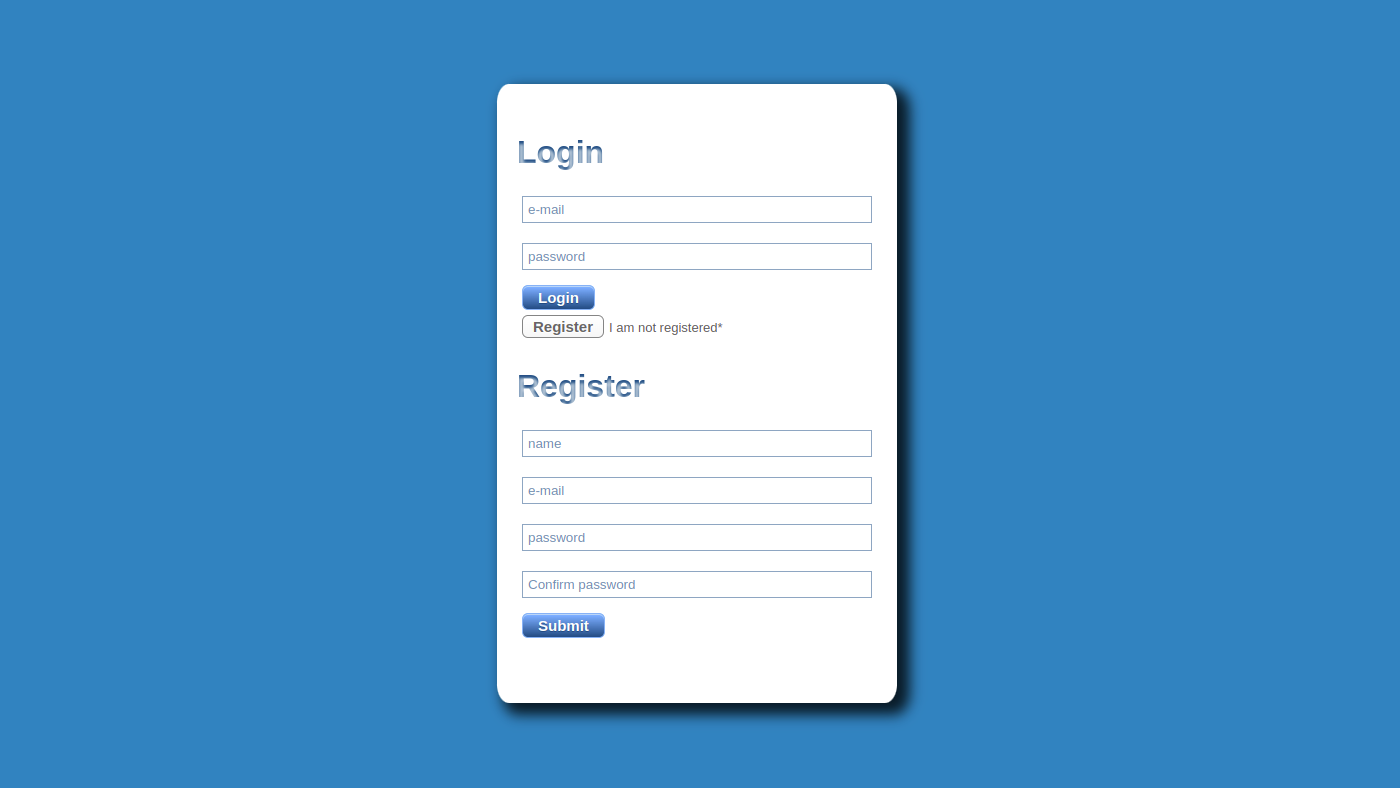 Login
e-mail
password
Login
Register I am not registered*
Register
name
e-mail
password
Confirm password
Submit